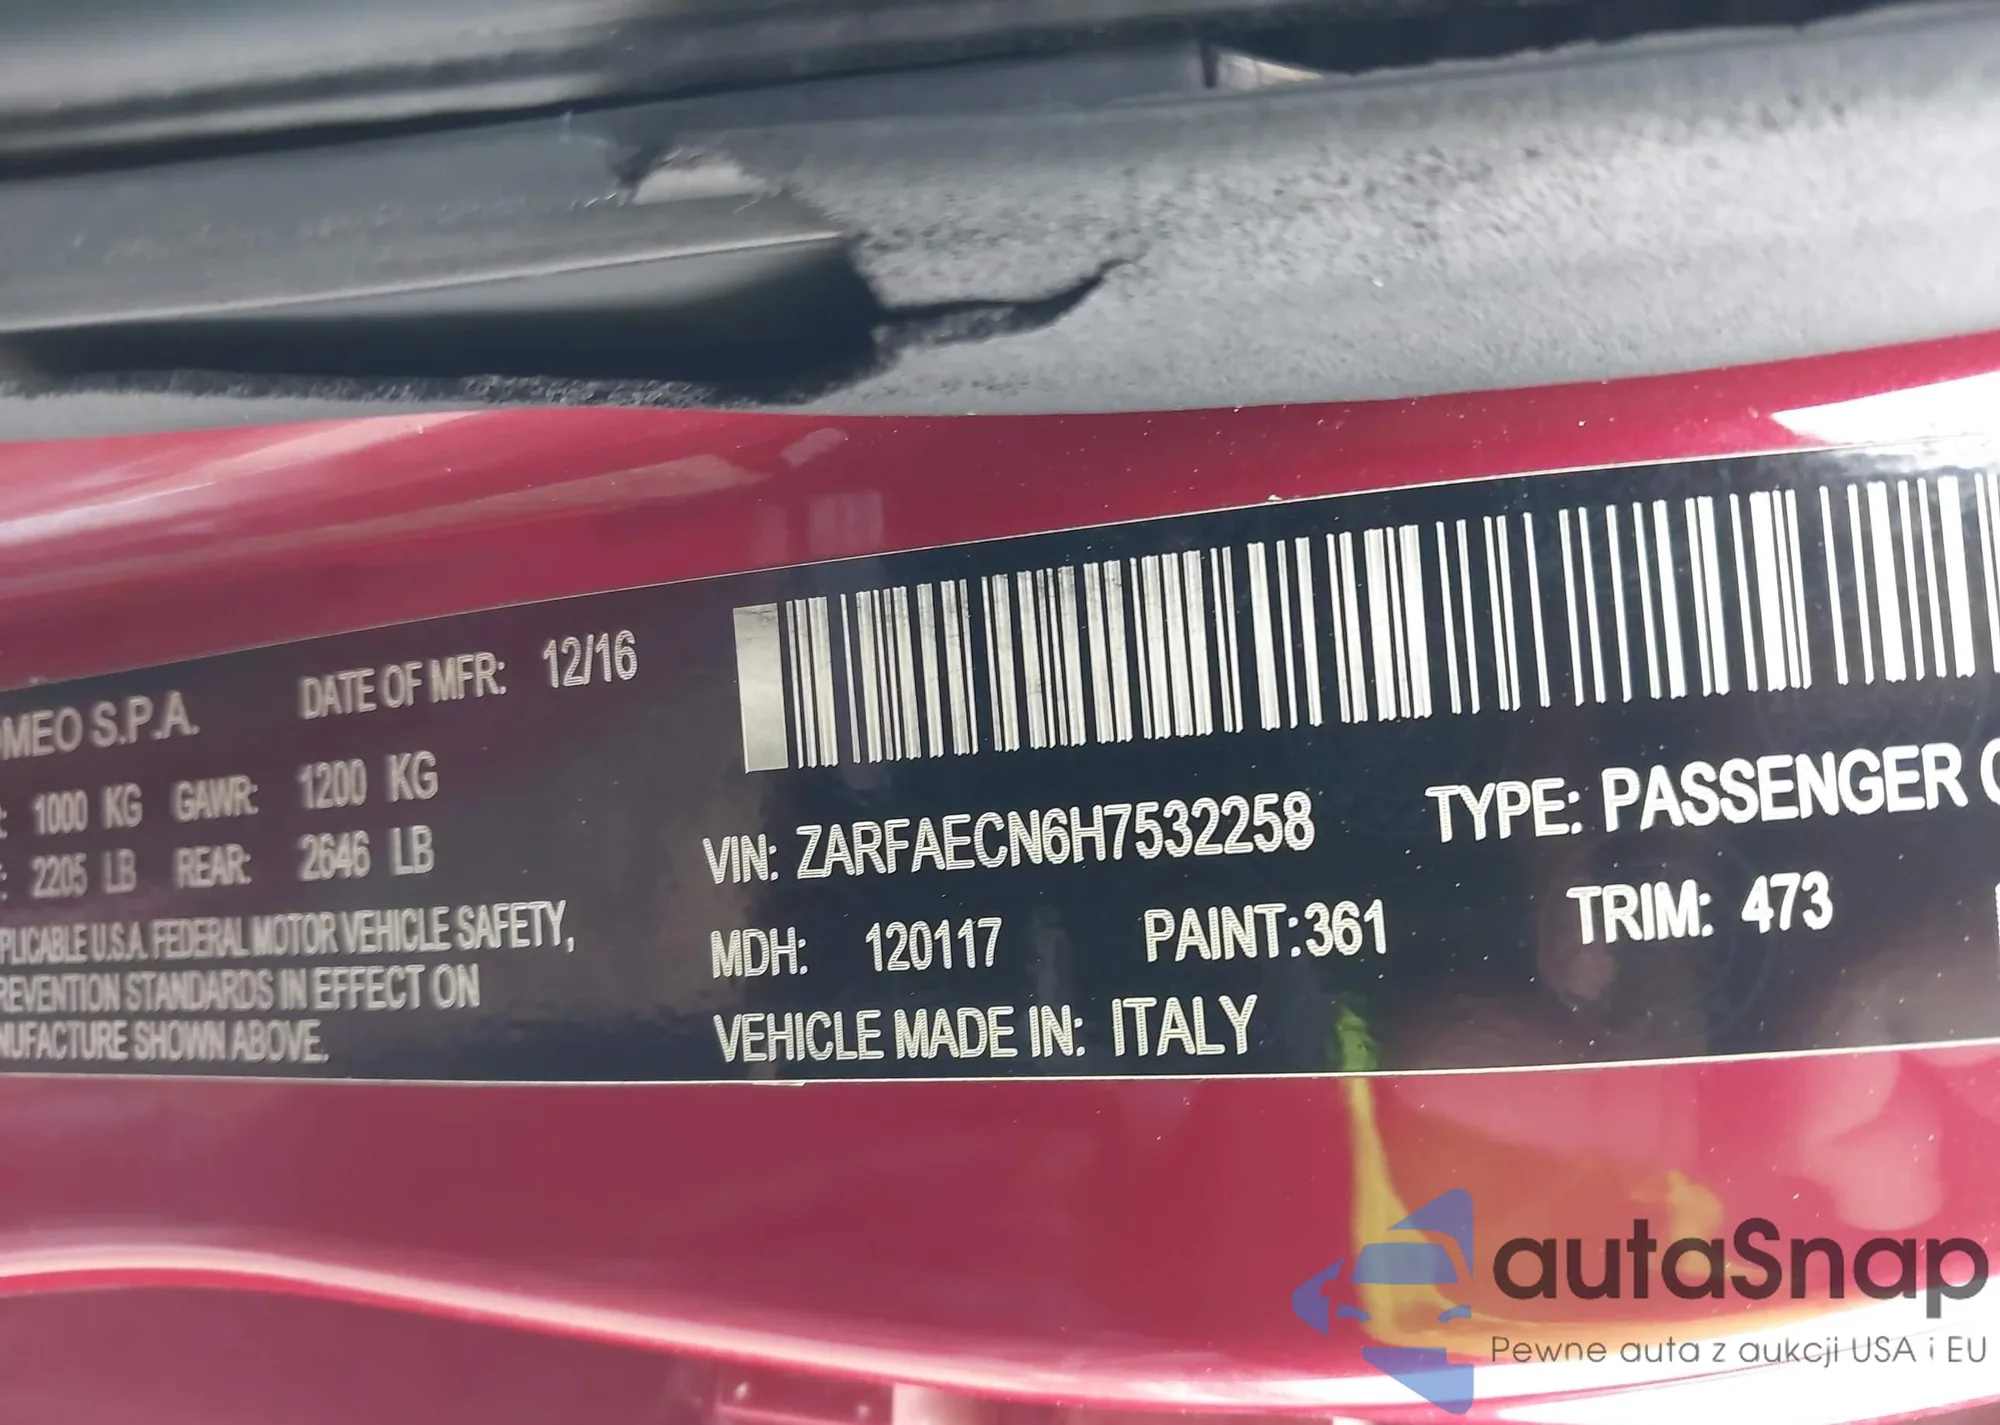 OMEO S.P.A. DATE OF MFR: 12/16
: 1000 KG GAWR: 1200 KG
: 2205 LB REAR: 2646 LB
PLICABLE U.S.A. FEDERAL MOTOR VEHICLE SAFETY,
REVENTION STANDARDS IN EFFECT ON
NUFACTURE SHOWN ABOVE.
VIN: ZARFAECN6H7532258 TYPE: PASSENGER
MDH: 120117 PAINT:361 TRIM: 473
VEHICLE MADE IN: ITALY
autaSnap
Pewne auta z aukcji USA i EU